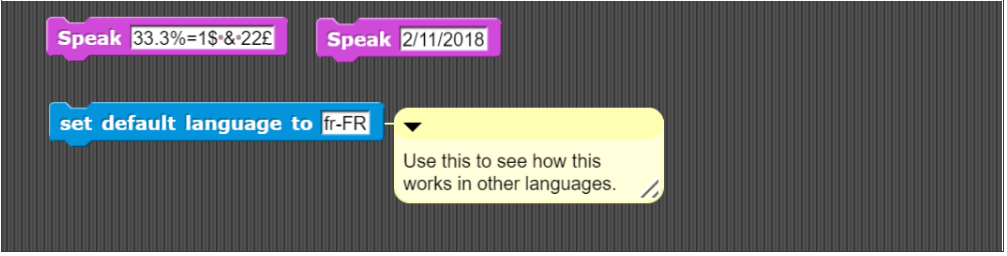 Speak 33.3%=1$•&•22£
Speak 2/11/2018
set default language to fr-FR
Use this to see how this
works in other languages.